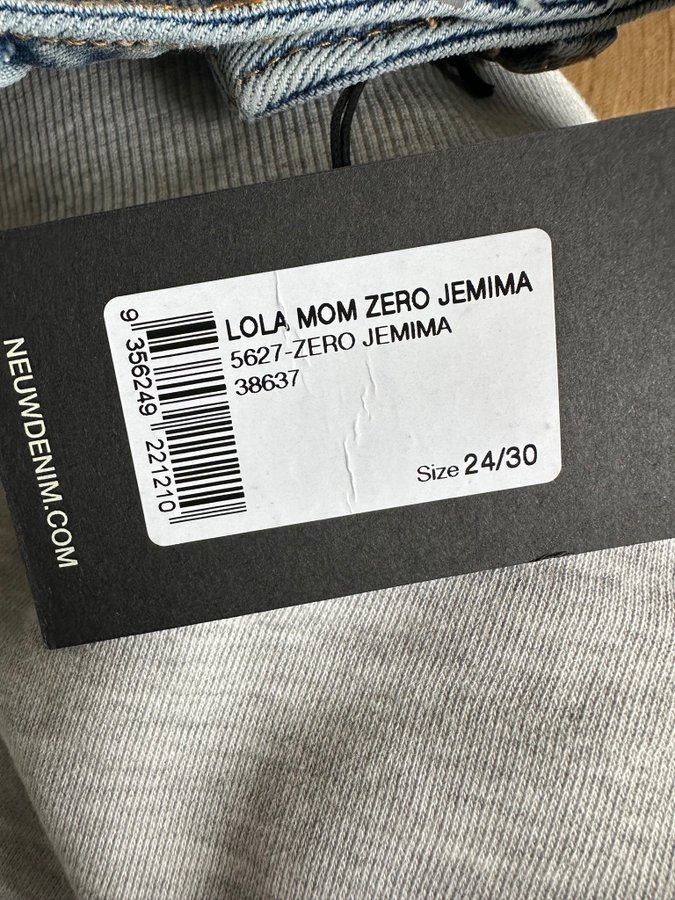 LOLA MOM ZERO JEMIMA
5627-ZERO JEMIMA
38637
Size 24/30
9 356249 221210
NEUWDENIM.COM